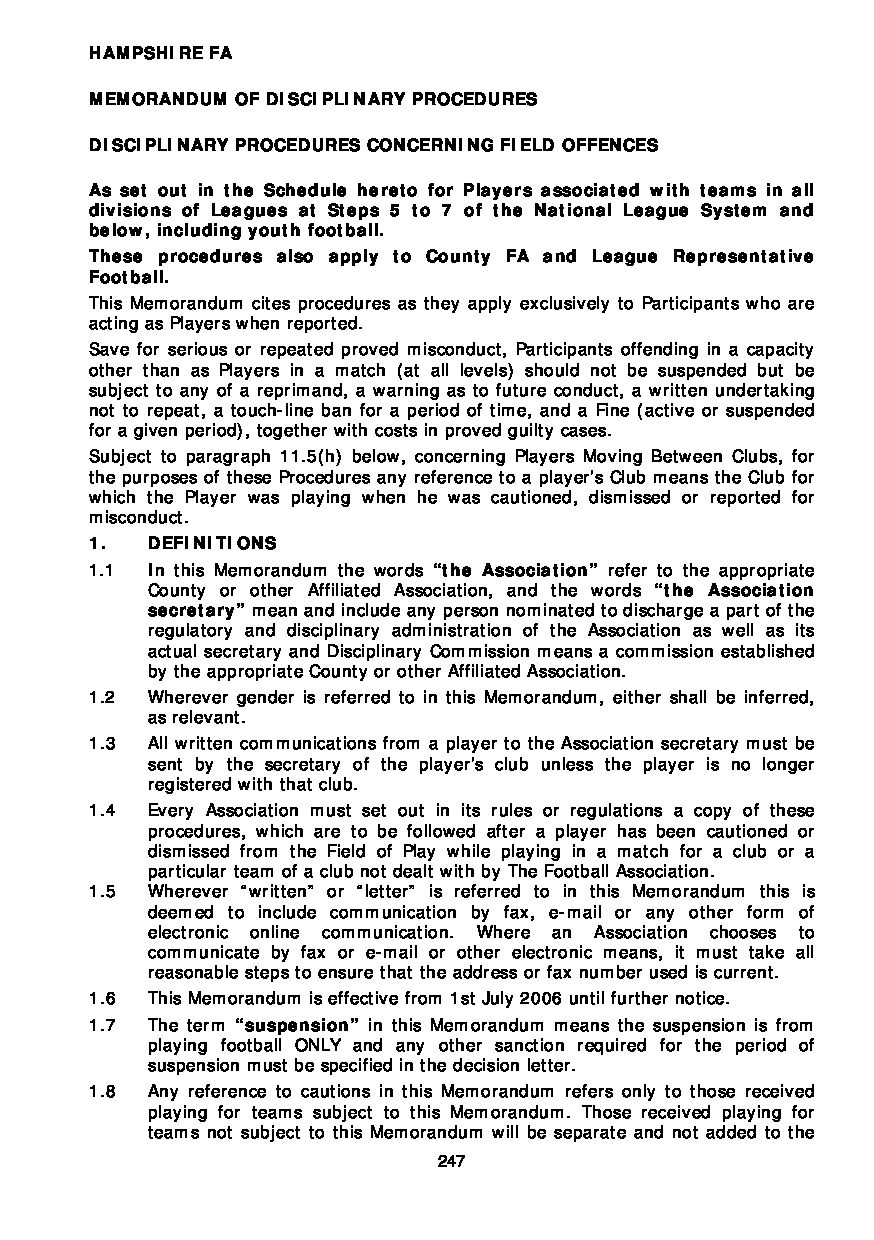 HAMPSHIRE FA
MEMORANDUM OF DISCIPLINARY PROCEDURES
DISCIPLINARY PROCEDURES CONCERNING FIELD OFFENCES
As set out in the Schedule hereto for Players associated with teams in all
divisions of Leagues at Steps 5 to 7 of the National League System and
below, including youth football.
These procedures also apply to County FA and League Representative
Football.
This Memorandum cites procedures as they apply exclusively to Participants who are
acting as Players when reported.
Save for serious or repeated proved misconduct, Participants offending in a capacity
other than as Players in a match (at all levels) should not be suspended but be
subject to any of a reprimand, a warning as to future conduct, a written undertaking
not to repeat, a touch-line ban for a period of time, and a Fine (active or suspended
for a given period), together with costs in proved guilty cases.
Subject to paragraph 11.5(h) below, concerning Players Moving Between Clubs, for
the purposes of these Procedures any reference to a player's Club means the Club for
which the Player was playing when he was cautioned, dismissed or reported for
misconduct.
1. DEFINITIONS
1.1 In this Memorandum the words “the Association” refer to the appropriate
County or other Affiliated Association, and the words “the Association
secretary” mean and include any person nominated to discharge a part of the
regulatory and disciplinary administration of the Association as well as its
actual secretary and Disciplinary Commission means a commission established
by the appropriate County or other Affiliated Association.
1.2 Wherever gender is referred to in this Memorandum, either shall be inferred,
as relevant.
1.3 All written communications from a player to the Association secretary must be
sent by the secretary of the player's club unless the player is no longer
registered with that club.
1.4 Every Association must set out in its rules or regulations a copy of these
procedures, which are to be followed after a player has been cautioned or
dismissed from the Field of Play while playing in a match for a club or a
particular team of a club not dealt with by The Football Association.
1.5 Wherever “written” or “letter” is referred to in this Memorandum this is
deemed to include communication by fax, e-mail or any other form of
electronic online communication. Where an Association chooses to
communicate by fax or e-mail or other electronic means, it must take all
reasonable steps to ensure that the address or fax number used is current.
1.6 This Memorandum is effective from 1st July 2006 until further notice.
1.7 The term “suspension” in this Memorandum means the suspension is from
playing football ONLY and any other sanction required for the period of
suspension must be specified in the decision letter.
1.8 Any reference to cautions in this Memorandum refers only to those received
playing for teams subject to this Memorandum. Those received playing for
teams not subject to this Memorandum will be separate and not added to the
247